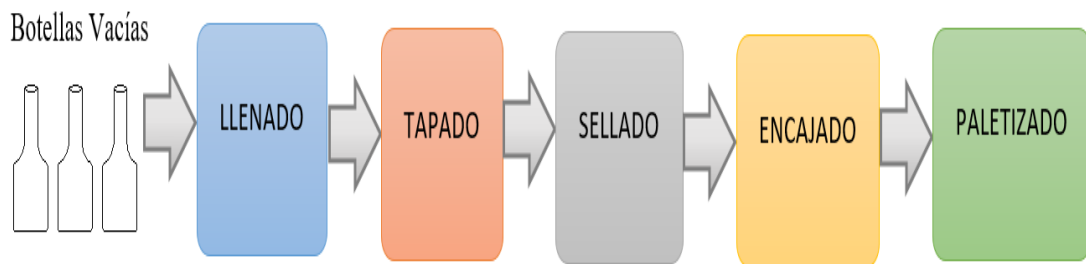 Botellas Vacías
LLENADO
TAPADO
SELLADO
ENCAJADO
PALETIZADO